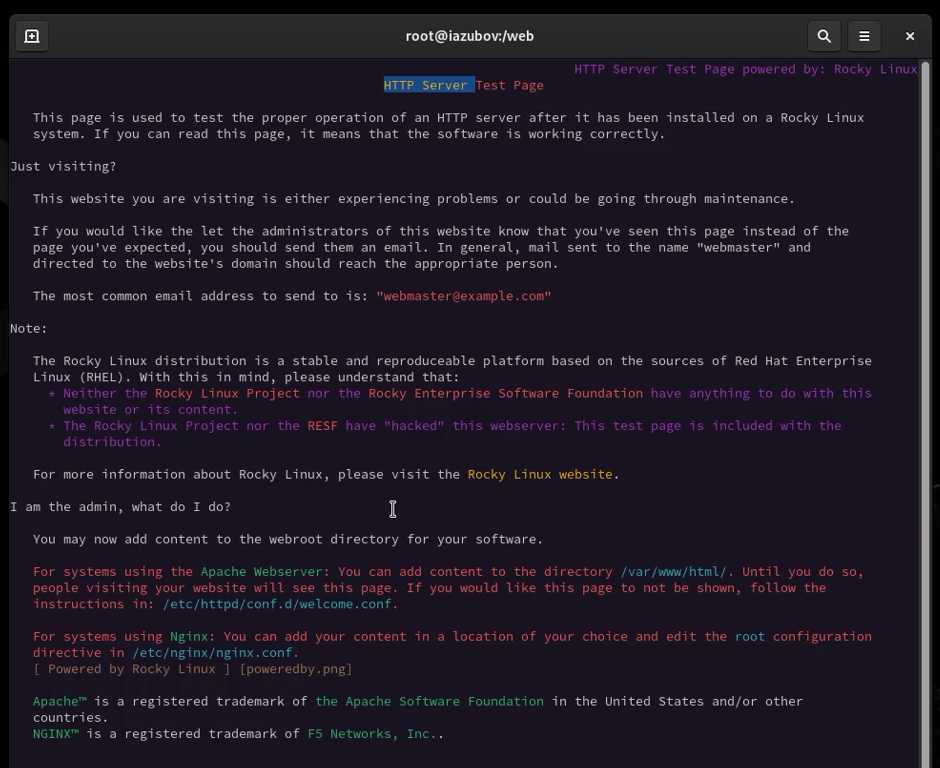 root@iazubov:/web
HTTP Server Test Page powered by: Rocky Linux
HTTP Server Test Page
This page is used to test the proper operation of an HTTP server after it has been installed on a Rocky Linux
system. If you can read this page, it means that the software is working correctly.
Just visiting?
This website you are visiting is either experiencing problems or could be going through maintenance.
If you would like the let the administrators of this website know that you've seen this page instead of the
page you've expected, you should send them an email. In general, mail sent to the name "webmaster" and
directed to the website's domain should reach the appropriate person.
The most common email address to send to is: "webmaster@example.com"
Note:
The Rocky Linux distribution is a stable and reproduceable platform based on the sources of Red Hat Enterprise
Linux (RHEL). With this in mind, please understand that:
* Neither the Rocky Linux Project nor the Rocky Enterprise Software Foundation have anything to do with this
website or its content.
* The Rocky Linux Project nor the RESF have "hacked" this webserver: This test page is included with the
distribution.
For more information about Rocky Linux, please visit the Rocky Linux website.
I am the admin, what do I do?
You may now add content to the webroot directory for your software.
For systems using the Apache Webserver: You can add content to the directory /var/www/html/. Until you do so,
people visiting your website will see this page. If you would like this page to not be shown, follow the
instructions in: /etc/httpd/conf.d/welcome.conf.
For systems using Nginx: You can add your content in a location of your choice and edit the root configuration
directive in /etc/nginx/nginx.conf.
[ Powered by Rocky Linux ] [poweredby.png]
Apache™ is a registered trademark of the Apache Software Foundation in the United States and/or other
countries.
NGINX™ is a registered trademark of F5 Networks, Inc..